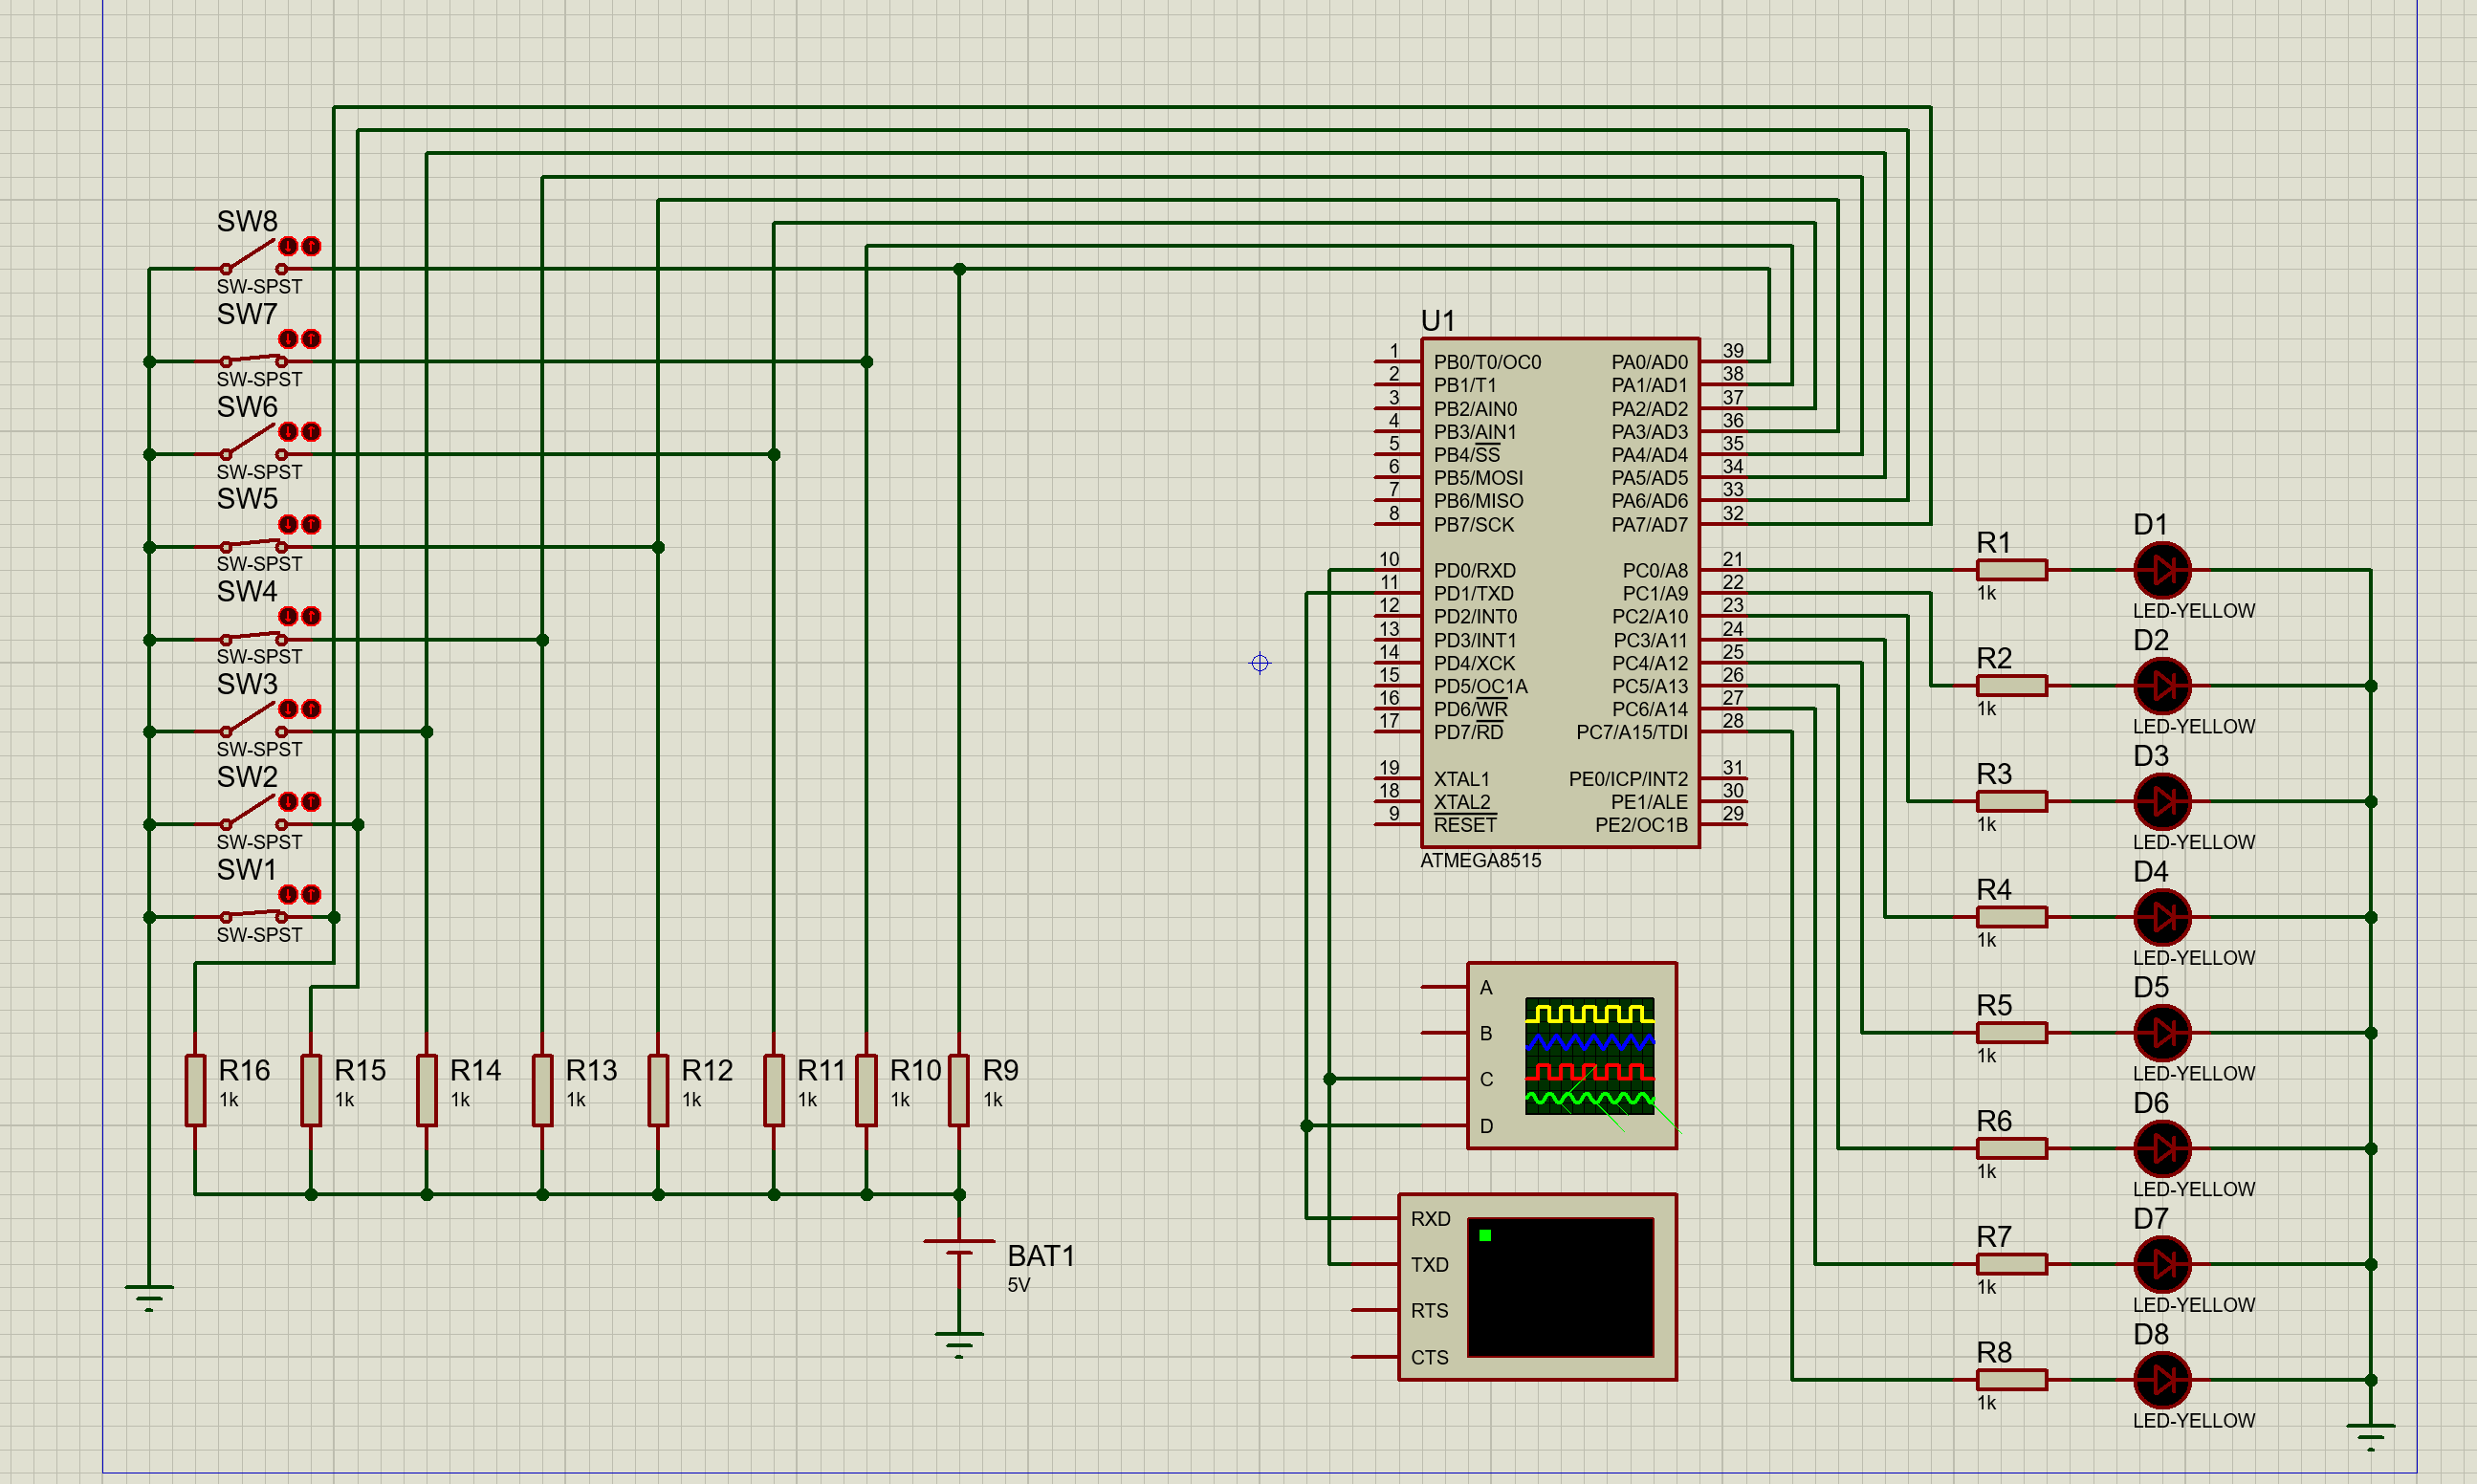 SW8
SW-SPST
SW7
SW-SPST
SW6
SW-SPST
SW5
SW-SPST
SW4
SW-SPST
SW3
SW-SPST
SW2
SW-SPST
SW1
SW-SPST
R16
1k
R15
1k
R14
1k
R13
1k
R12
1k
R11
1k
R10
1k
R9
1k
BAT1
5V
U1
1 PB0/T0/OC0 PA0/AD0 39
2 PB1/T1 PA1/AD1 38
3 PB2/AIN0 PA2/AD2 37
4 PB3/AIN1 PA3/AD3 36
5 PB4/SS PA4/AD4 35
6 PB5/MOSI PA5/AD5 34
7 PB6/MISO PA6/AD6 33
8 PB7/SCK PA7/AD7 32
10 PD0/RXD PC0/A8 21
11 PD1/TXD PC1/A9 22
12 PD2/INT0 PC2/A10 23
13 PD3/INT1 PC3/A11 24
14 PD4/XCK PC4/A12 25
15 PD5/OC1A PC5/A13 26
16 PD6/WR PC6/A14 27
17 PD7/RD PC7/A15/TDI 28
19 XTAL1 PE0/ICP/INT2 31
18 XTAL2 PE1/ALE 30
9 RESET PE2/OC1B 29
ATMEGA8515
A
B
C
D
RXD
TXD
RTS
CTS
R1
1k
D1
LED-YELLOW
R2
1k
D2
LED-YELLOW
R3
1k
D3
LED-YELLOW
R4
1k
D4
LED-YELLOW
R5
1k
D5
LED-YELLOW
R6
1k
D6
LED-YELLOW
R7
1k
D7
LED-YELLOW
R8
1k
D8
LED-YELLOW